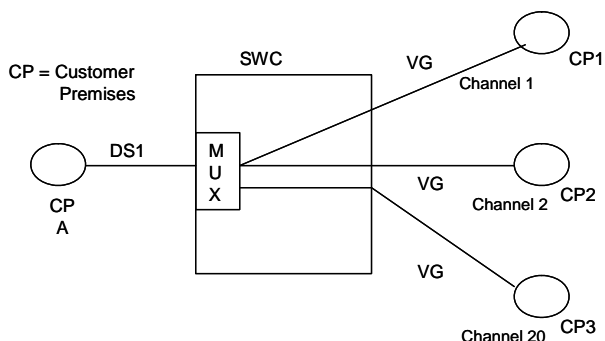 CP = Customer
Premises
SWC
VG
CP1
Channel 1
DS1
M
U
X
CP
A
VG
Channel 2
CP2
VG
CP3
Channel 20